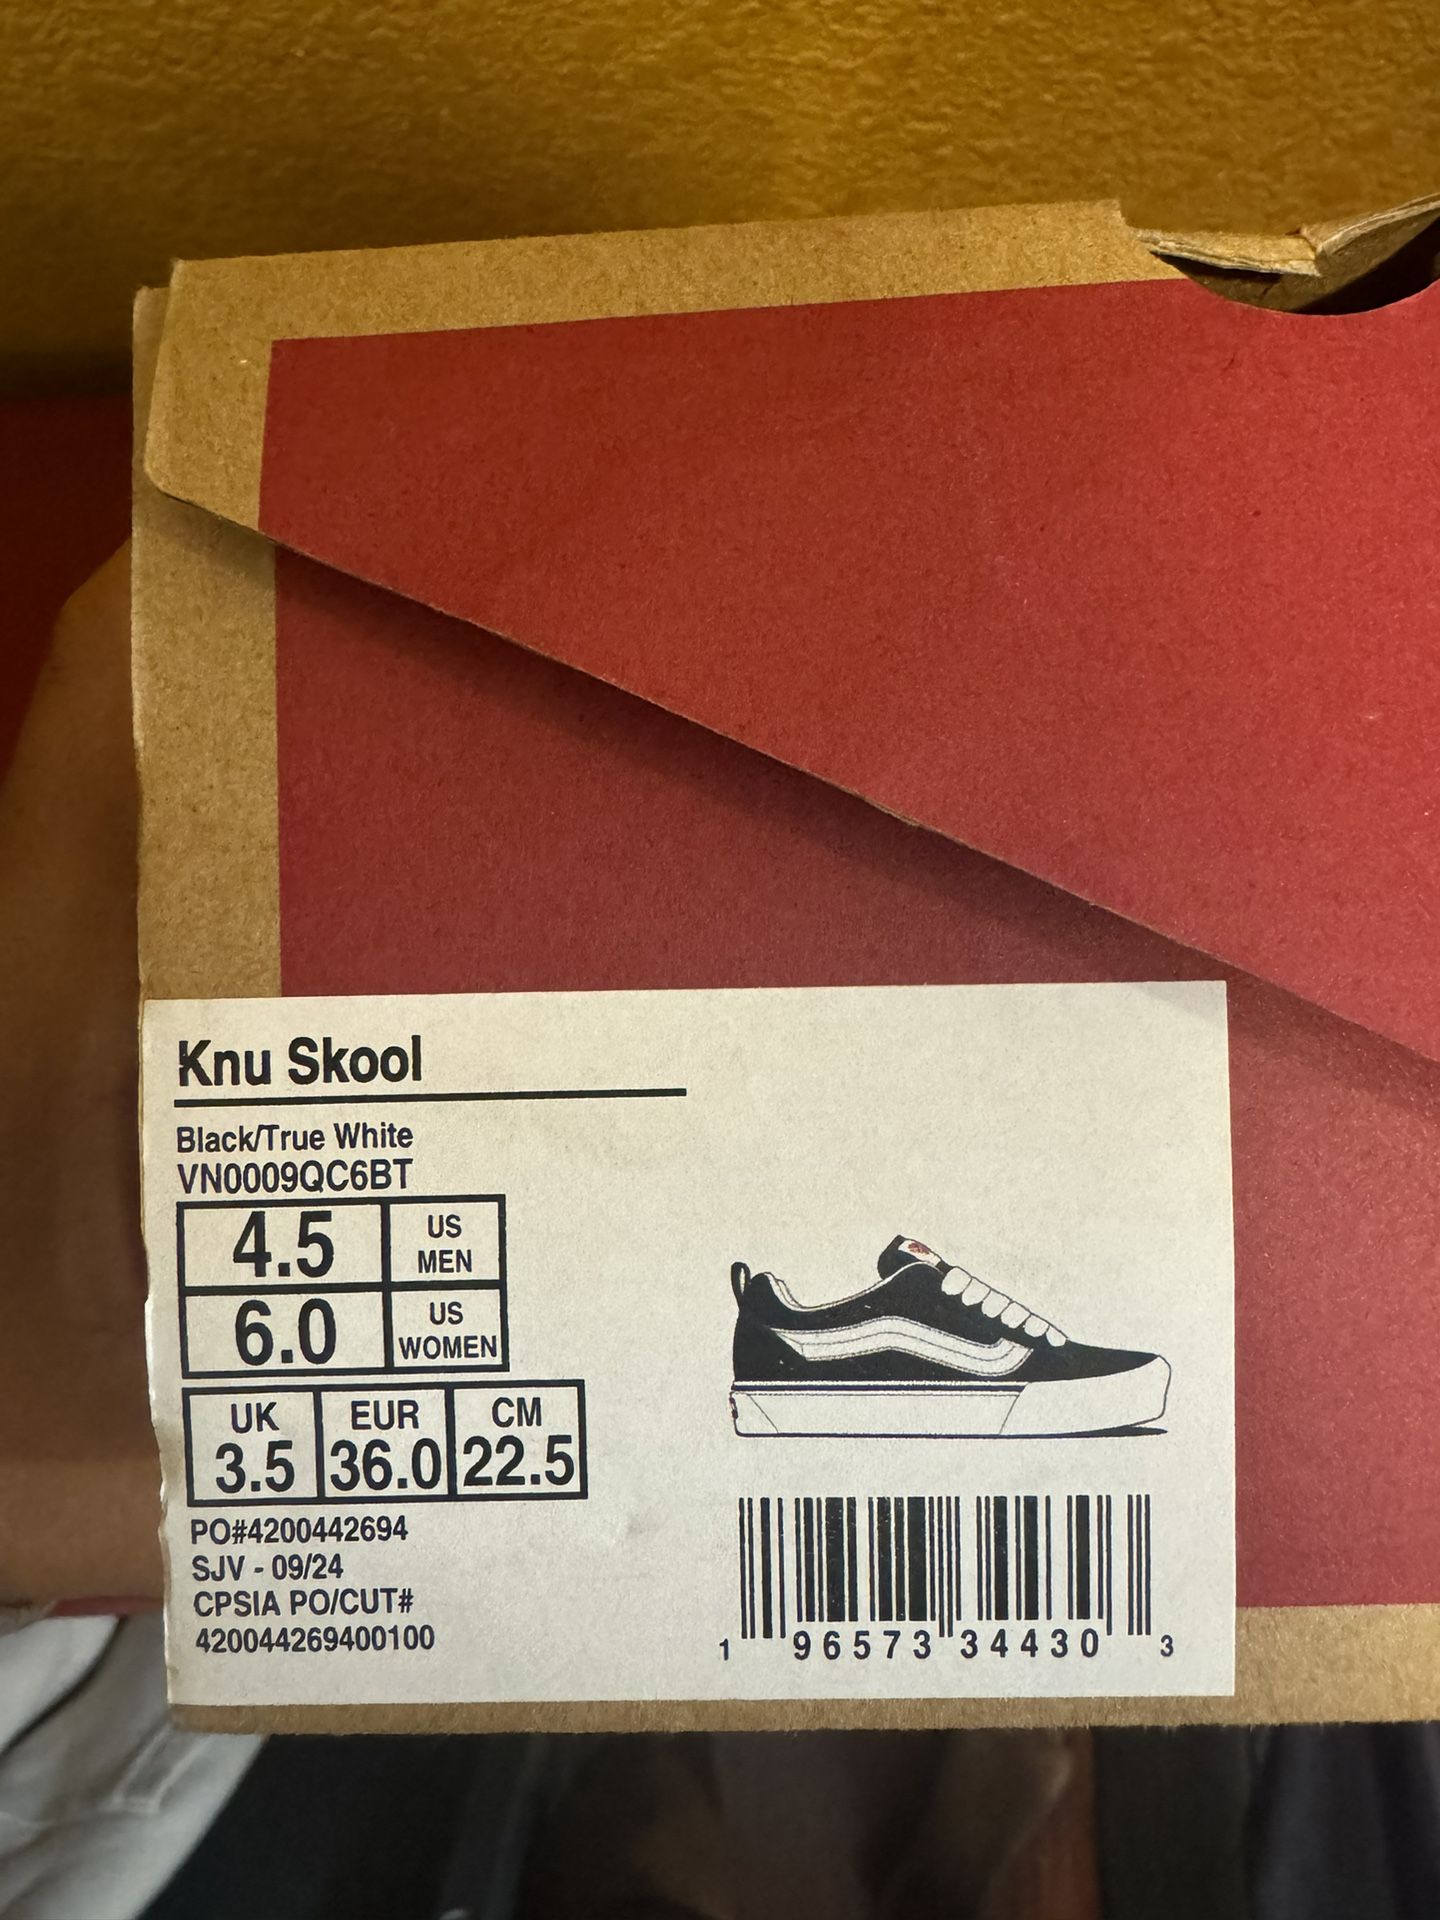 Knu Skool
Black/True White
VN0009QC6BT
4.5 US MEN
6.0 US WOMEN
UK EUR CM
3.5 36.0 22.5
PO#4200442694
SJV - 09/24
CPSIA PO/CUT#
420044269400100
1 96573 34430 3